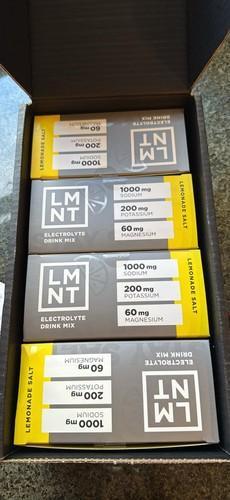 LEMONADE SALT
60 mg
MAGNESIUM
200 mg
POTASSIUM
1000 mg
SODIUM
ELECTROLYTE
DRINK MIX
LM
NT
LM
NT
ELECTROLYTE
DRINK MIX
1000 mg
SODIUM
200 mg
POTASSIUM
60 mg
MAGNESIUM
LEMONADE SALT
LM
NT
ELECTROLYTE
DRINK MIX
1000 mg
SODIUM
200 mg
POTASSIUM
60 mg
MAGNESIUM
LEMONADE SALT
LEMONADE SALT
60 mg
MAGNESIUM
200 mg
POTASSIUM
1000 mg
SODIUM
ELECTROLYTE
DRINK MIX
LM
NT